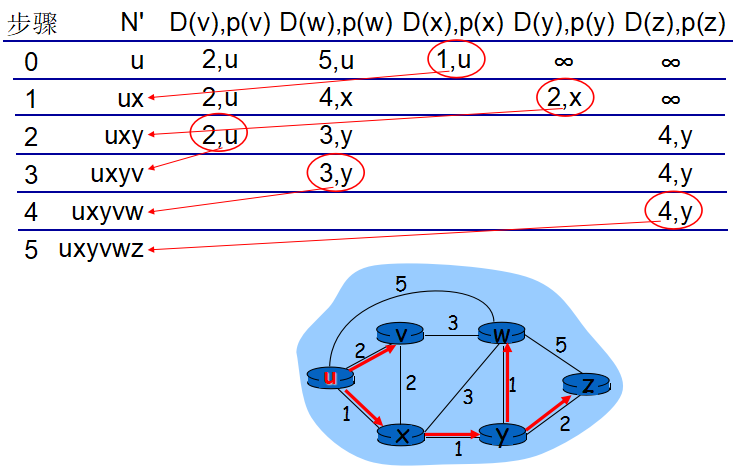 步骤 N' D(v),p(v) D(w),p(w) D(x),p(x) D(y),p(y) D(z),p(z)
0 u 2,u 5,u 1,u ∞ ∞
1 ux 2,u 4,x 2,x ∞
2 uxy 2,u 3,y 4,y
3 uxyv 3,y 4,y
4 uxyvw 4,y
5 uxyvwz
5
v 3 w
2 5
u 2 3 1 z
1 2
x 1 y